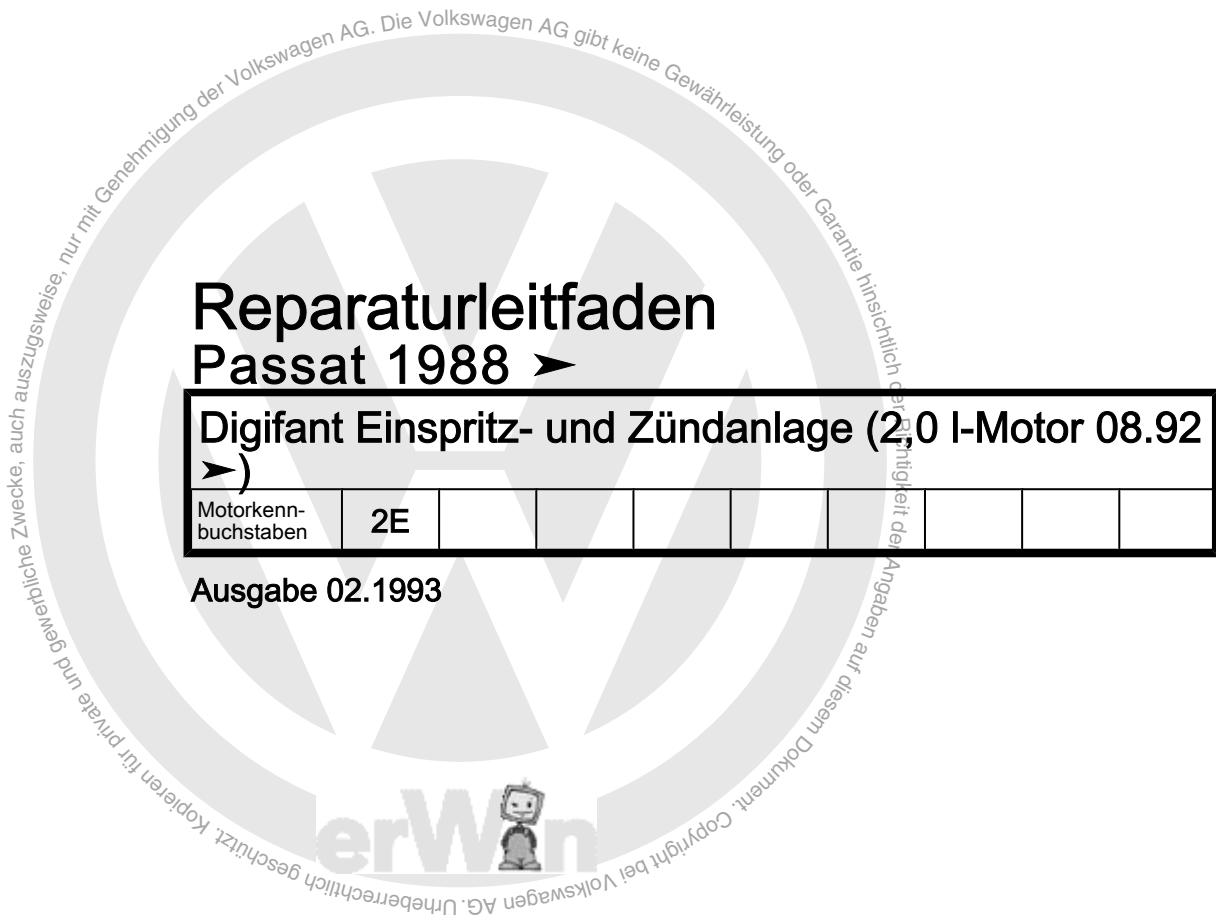 Reparaturleitfaden
Passat 1988 ➤
Digifant Einspritz- und Zündanlage (2,0 l-Motor 08.92
➤)
Motorkenn-
buchstaben
2E
Ausgabe 02.1993
erWin
Urheberrechtlich geschützt. Kopieren für private und gewerbliche Zwecke, auch auszugsweise, nur mit Genehmigung der Volkswagen AG. Die Volkswagen AG gibt keine Gewährleistung oder Garantie hinsichtlich der Richtigkeit der Angaben auf diesem Dokument. Copyright bei Volkswagen AG.